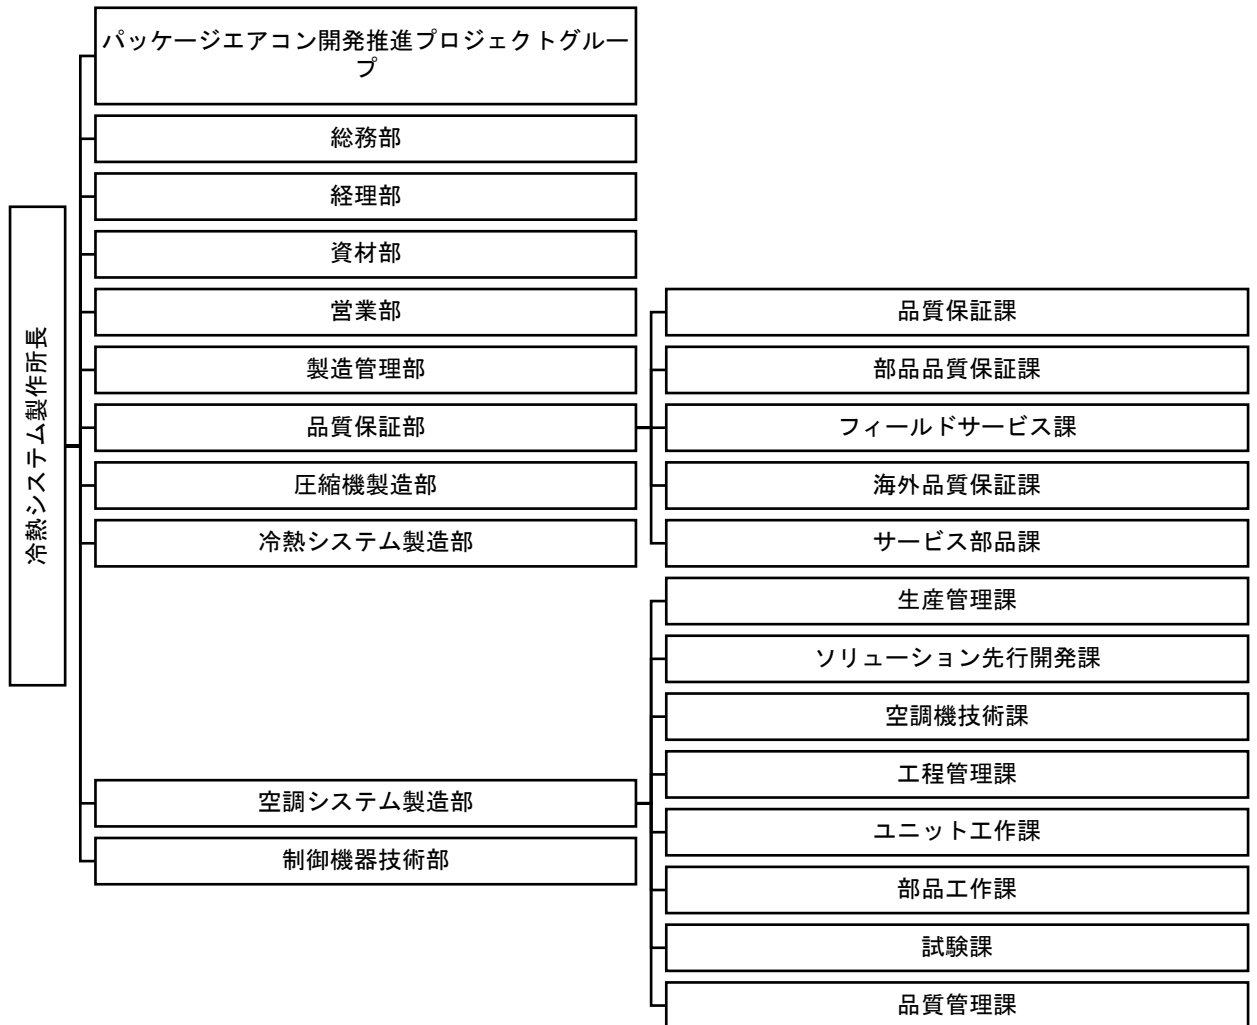 冷熱システム製作所長
パッケージエアコン開発推進プロジェクトグルー
プ
総務部
経理部
資材部
営業部
製造管理部
品質保証部
品質保証課
部品品質保証課
フィールドサービス課
海外品質保証課
サービス部品課
圧縮機製造部
冷熱システム製造部
空調システム製造部
生産管理課
ソリューション先行開発課
空調機技術課
工程管理課
ユニット工作課
部品工作課
試験課
品質管理課
制御機器技術部